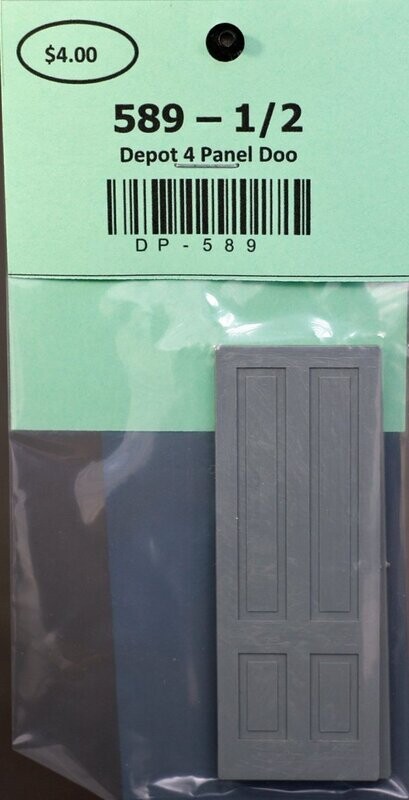 $4.00
589 – 1/2
Depot 4 Panel Doo
DP-589